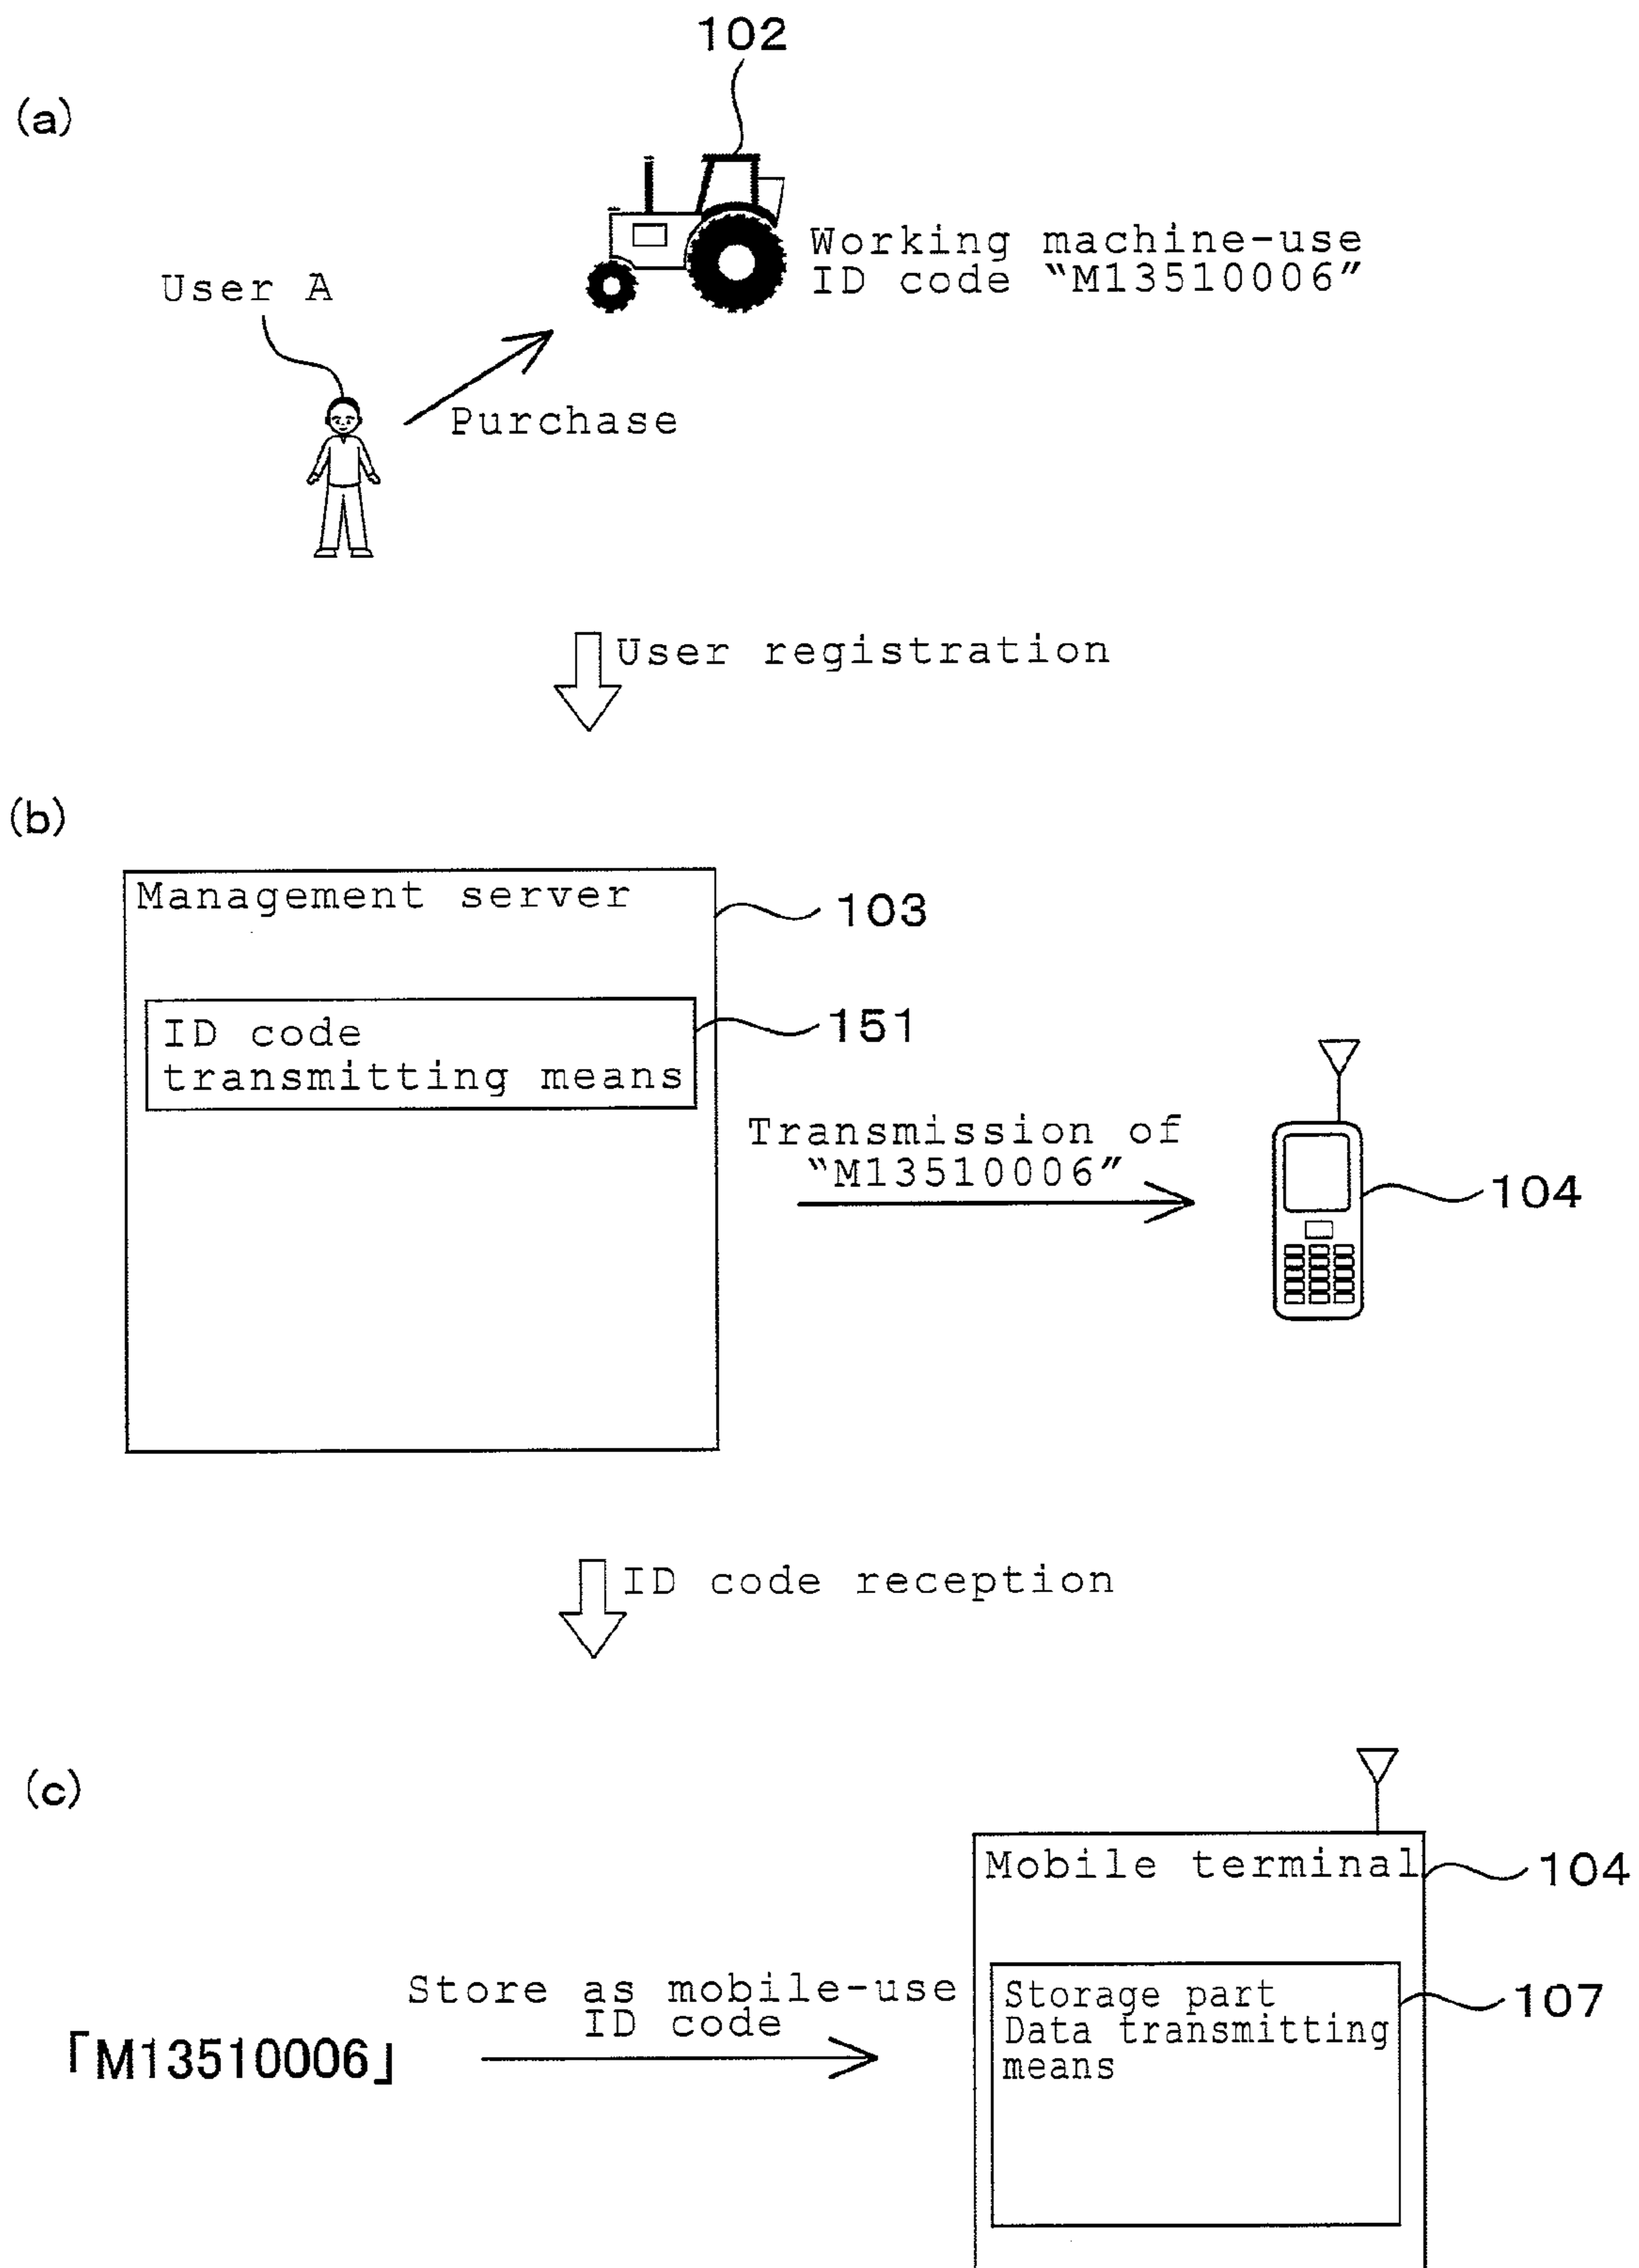 102
(a)
Working machine-use
ID code “M13510006”
User A
Purchase
User registration
(b)
Management server
103
ID code
transmitting means
151
Transmission of
“M13510006”
104
ID code reception
(c)
Mobile terminal
104
Storage part
Data transmitting
means
107
Store as mobile-use
ID code
「M13510006」